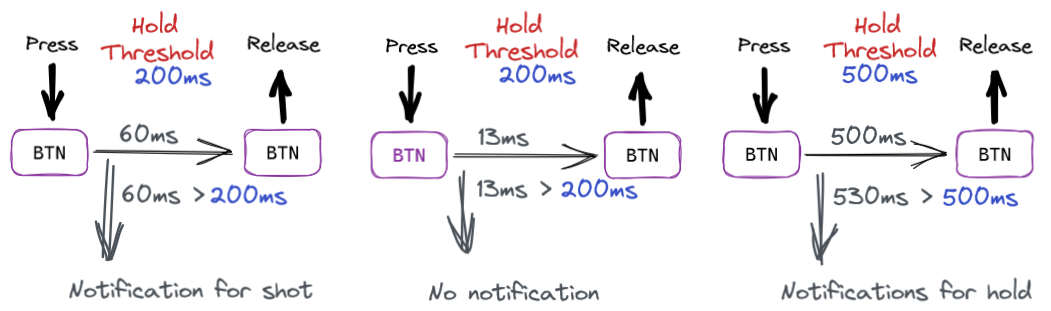 Press
Hold
Threshold
200ms
Release
BTN
60ms
BTN
60ms > 200ms
Notification for shot
Press
Hold
Threshold
200ms
Release
BTN
13ms
BTN
13ms > 200ms
No notification
Press
Hold
Threshold
500ms
Release
BTN
500ms
BTN
530ms > 500ms
Notifications for hold